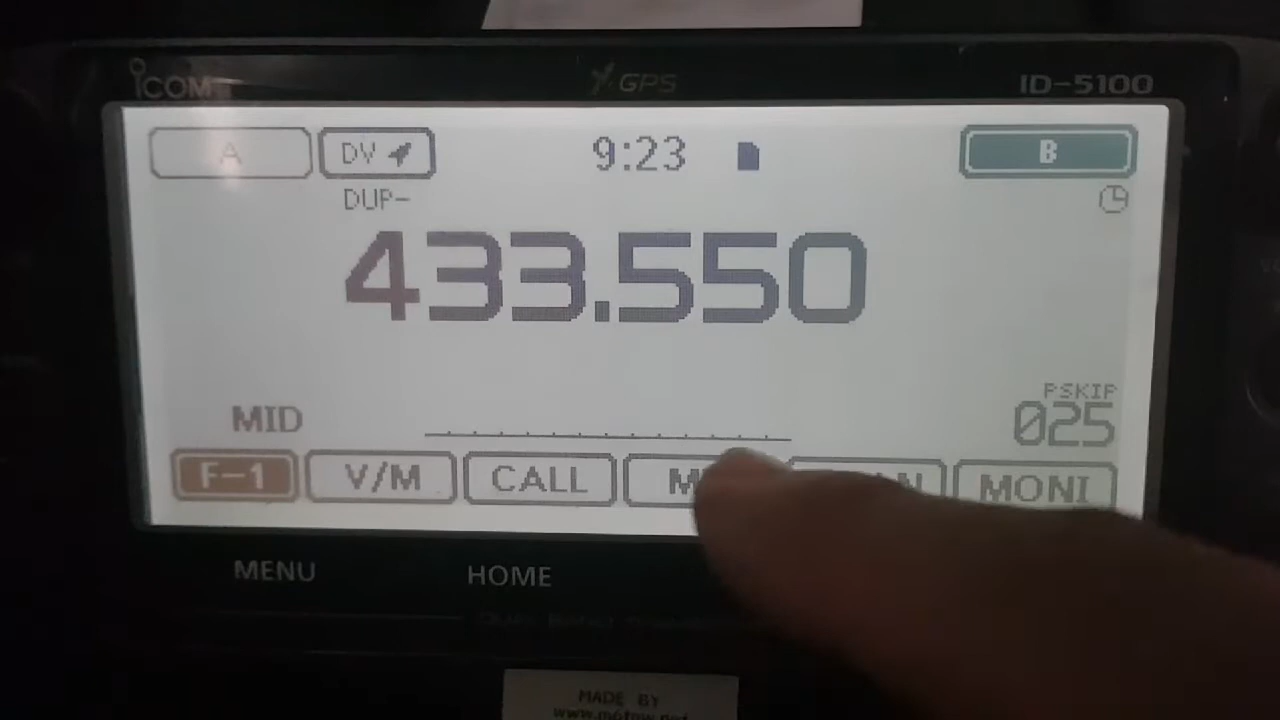 ICOM GPS ID-5100
A DV 9:23 B
DUP-
433.550
PSKIP
MID 025
F-1 V/M CALL MONI
MENU HOME
MADE BY